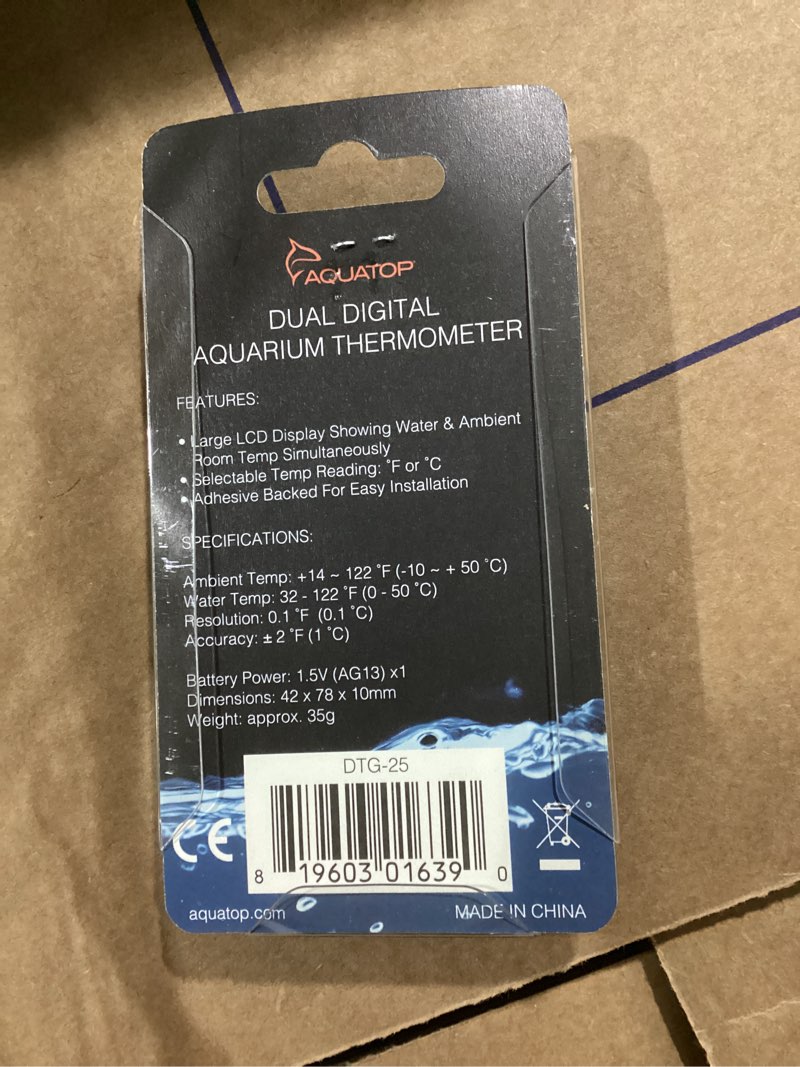 AQUATOP
DUAL DIGITAL
AQUARIUM THERMOMETER
FEATURES:
• Large LCD Display Showing Water & Ambient
Room Temp Simultaneously
• Selectable Temp Reading: °F or °C
• Adhesive Backed For Easy Installation
SPECIFICATIONS:
Ambient Temp: +14 ~ 122 °F (-10 ~ + 50 °C)
Water Temp: 32 - 122 °F (0 - 50 °C)
Resolution: 0.1 °F (0.1 °C)
Accuracy: ± 2 °F (1 °C)
Battery Power: 1.5V (AG13) x1
Dimensions: 42 x 78 x 10mm
Weight: approx. 35g
DTG-25
CE
8 19603 01639 0
aquatop.com
MADE IN CHINA